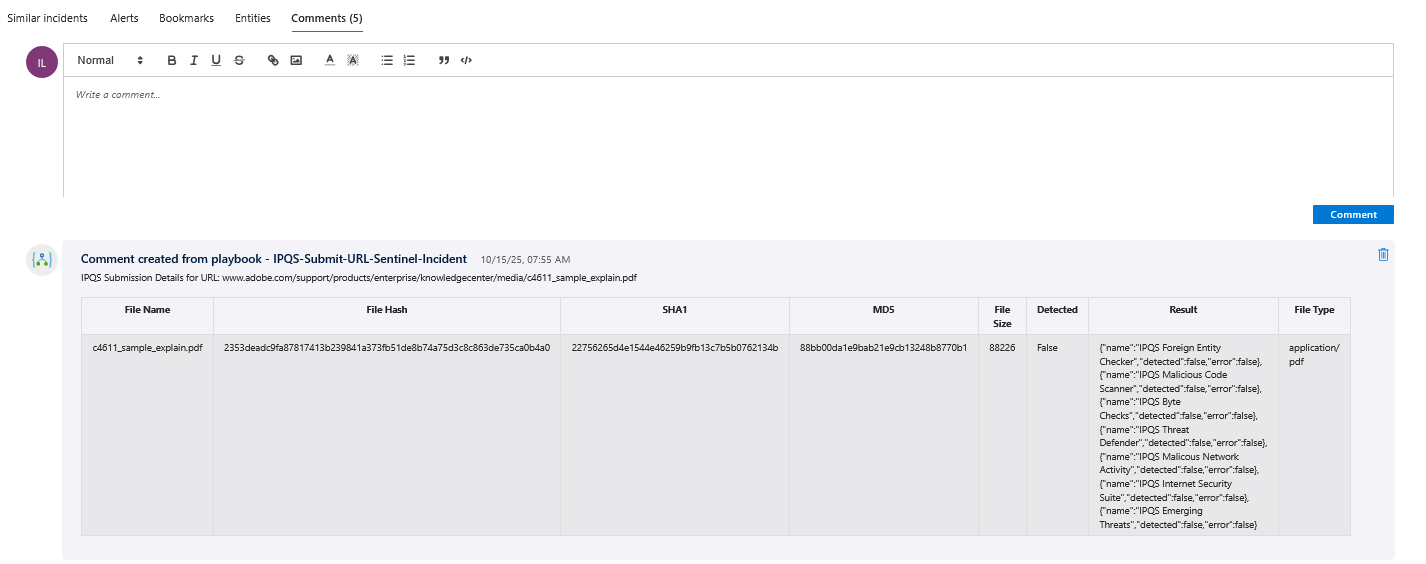 Similar incidents Alerts Bookmarks Entities Comments (5)
IL
Normal B I U S A A
Write a comment...
Comment
Comment created from playbook - IPQS-Submit-URL-Sentinel-Incident 10/15/25, 07:55 AM
IPQS Submission Details for URL: www.adobe.com/support/products/enterprise/knowledgecenter/media/c4611_sample_explain.pdf
File Name File Hash SHA1 MD5 File Size Detected Result File Type
c4611_sample_explain.pdf 2353deadc9fa87817413b239841a373fb51de8b74a75d3c8c863de735ca0b4a0 22756265d4e1544e46259b9fb13c7b5b0762134b 88bb00da1e9bab21e9cb13248b8770b1 88226 False {"name":"IPQS Foreign Entity application/
Checker","detected":false,"error":false}, pdf
{"name":"IPQS Malicious Code
Scanner","detected":false,"error":false},
{"name":"IPQS Byte
Checks","detected":false,"error":false},
{"name":"IPQS Threat
Defender","detected":false,"error":false},
{"name":"IPQS Malicous Network
Activity","detected":false,"error":false},
{"name":"IPQS Internet Security
Suite","detected":false,"error":false},
{"name":"IPQS Emerging
Threats","detected":false,"error":false}